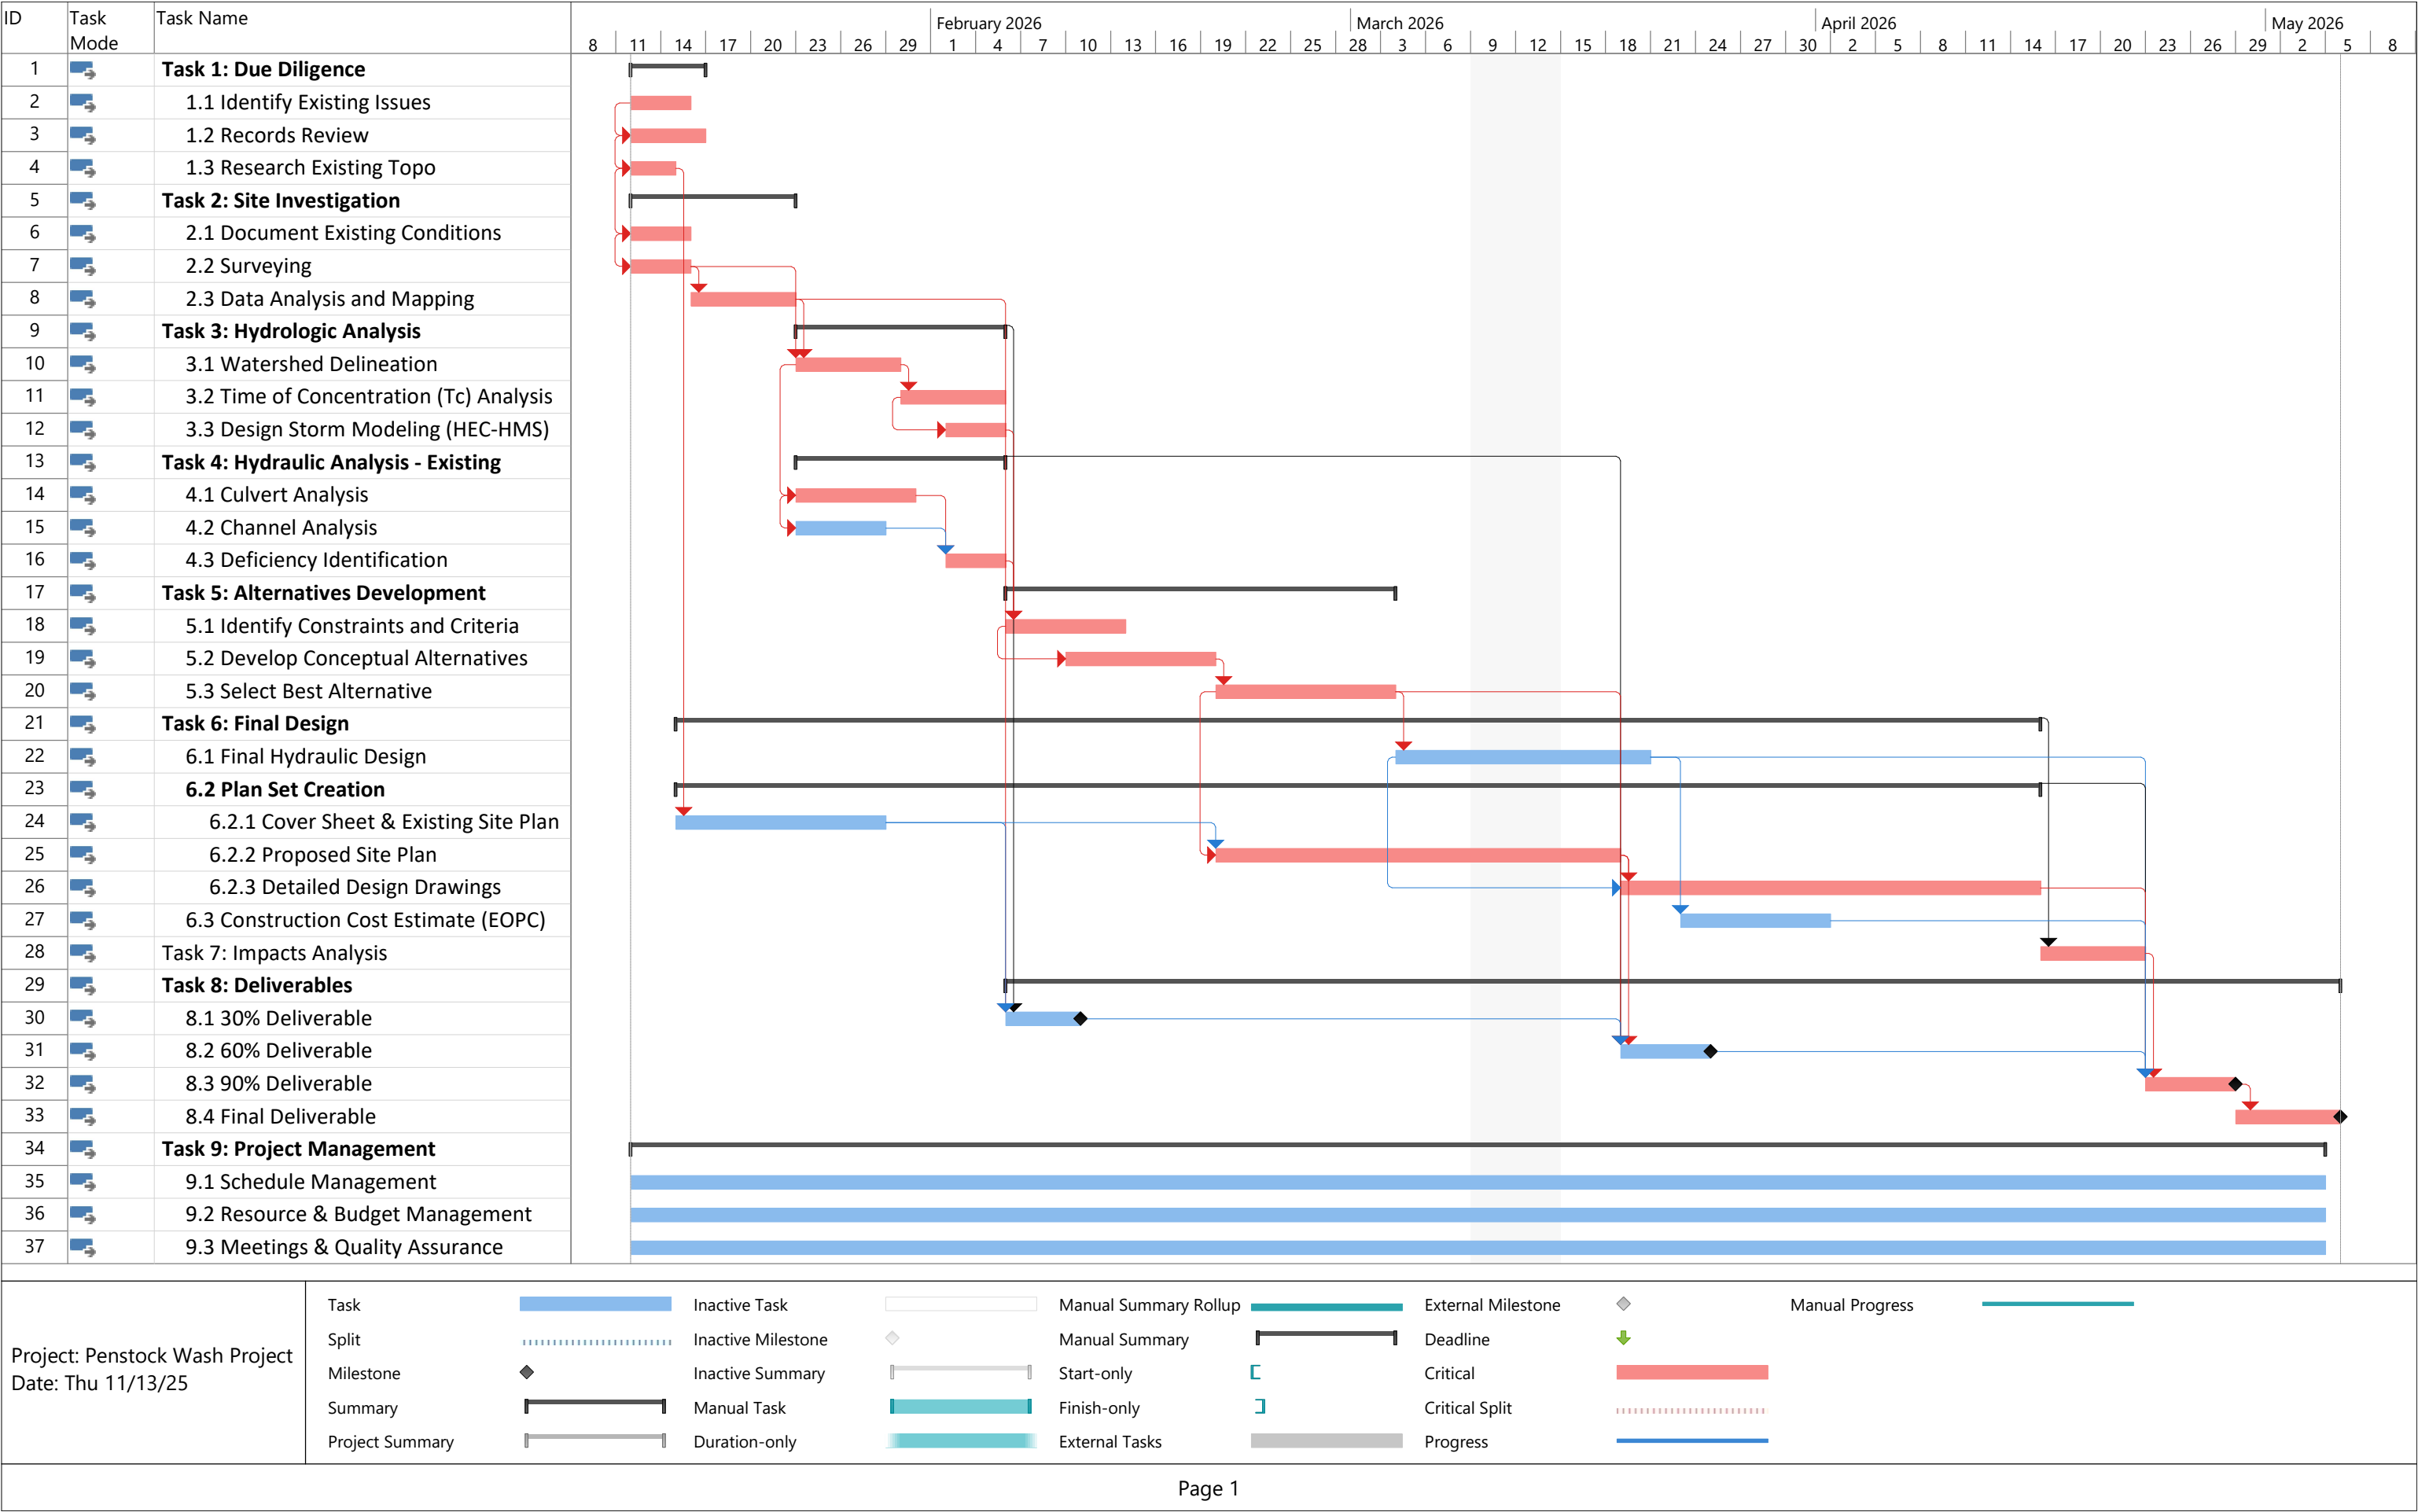 ID Task Mode Task Name
February 2026 March 2026 April 2026 May 2026
8 11 14 17 20 23 26 29 1 4 7 10 13 16 19 22 25 28 3 6 9 12 15 18 21 24 27 30 2 5 8 11 14 17 20 23 26 29 2 5 8
1 Task 1: Due Diligence
2 1.1 Identify Existing Issues
3 1.2 Records Review
4 1.3 Research Existing Topo
5 Task 2: Site Investigation
6 2.1 Document Existing Conditions
7 2.2 Surveying
8 2.3 Data Analysis and Mapping
9 Task 3: Hydrologic Analysis
10 3.1 Watershed Delineation
11 3.2 Time of Concentration (Tc) Analysis
12 3.3 Design Storm Modeling (HEC-HMS)
13 Task 4: Hydraulic Analysis - Existing
14 4.1 Culvert Analysis
15 4.2 Channel Analysis
16 4.3 Deficiency Identification
17 Task 5: Alternatives Development
18 5.1 Identify Constraints and Criteria
19 5.2 Develop Conceptual Alternatives
20 5.3 Select Best Alternative
21 Task 6: Final Design
22 6.1 Final Hydraulic Design
23 6.2 Plan Set Creation
24 6.2.1 Cover Sheet & Existing Site Plan
25 6.2.2 Proposed Site Plan
26 6.2.3 Detailed Design Drawings
27 6.3 Construction Cost Estimate (EOPC)
28 Task 7: Impacts Analysis
29 Task 8: Deliverables
30 8.1 30% Deliverable
31 8.2 60% Deliverable
32 8.3 90% Deliverable
33 8.4 Final Deliverable
34 Task 9: Project Management
35 9.1 Schedule Management
36 9.2 Resource & Budget Management
37 9.3 Meetings & Quality Assurance
Project: Penstock Wash Project
Date: Thu 11/13/25
Task Inactive Task Manual Summary Rollup External Milestone Manual Progress
Split Inactive Milestone Manual Summary Deadline
Milestone Inactive Summary Start-only Critical
Summary Manual Task Finish-only Critical Split
Project Summary Duration-only External Tasks Progress
Page 1